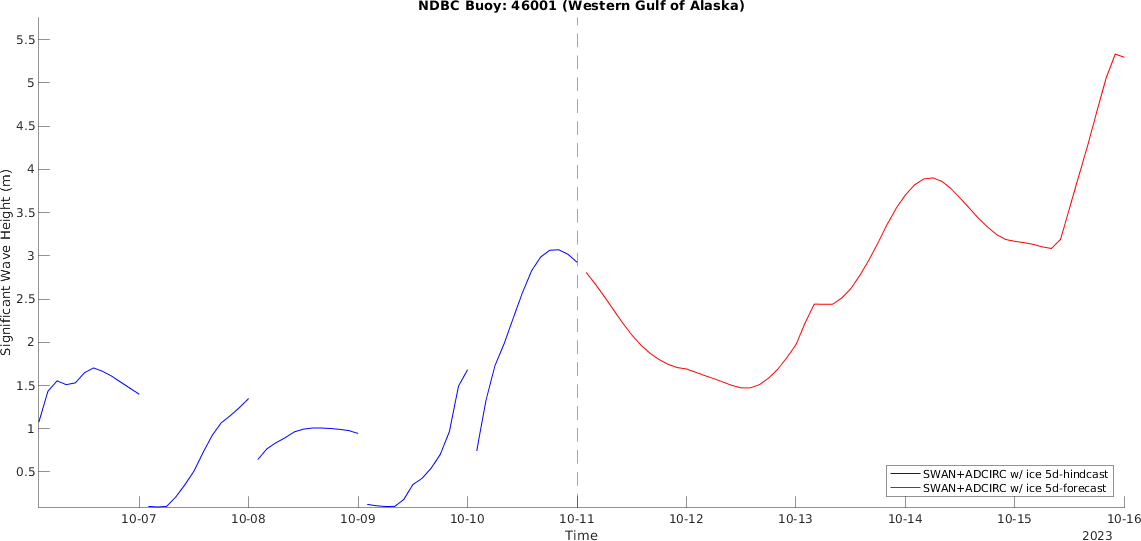 NDBC Buoy: 46001 (Western Gulf of Alaska)
Significant Wave Height (m)
5.5
5
4.5
4
3.5
3
2.5
2
1.5
1
0.5
SWAN+ADCIRC w/ ice 5d-hindcast
SWAN+ADCIRC w/ ice 5d-forecast
10-07 10-08 10-09 10-10 10-11 10-12 10-13 10-14 10-15 10-16
Time
2023